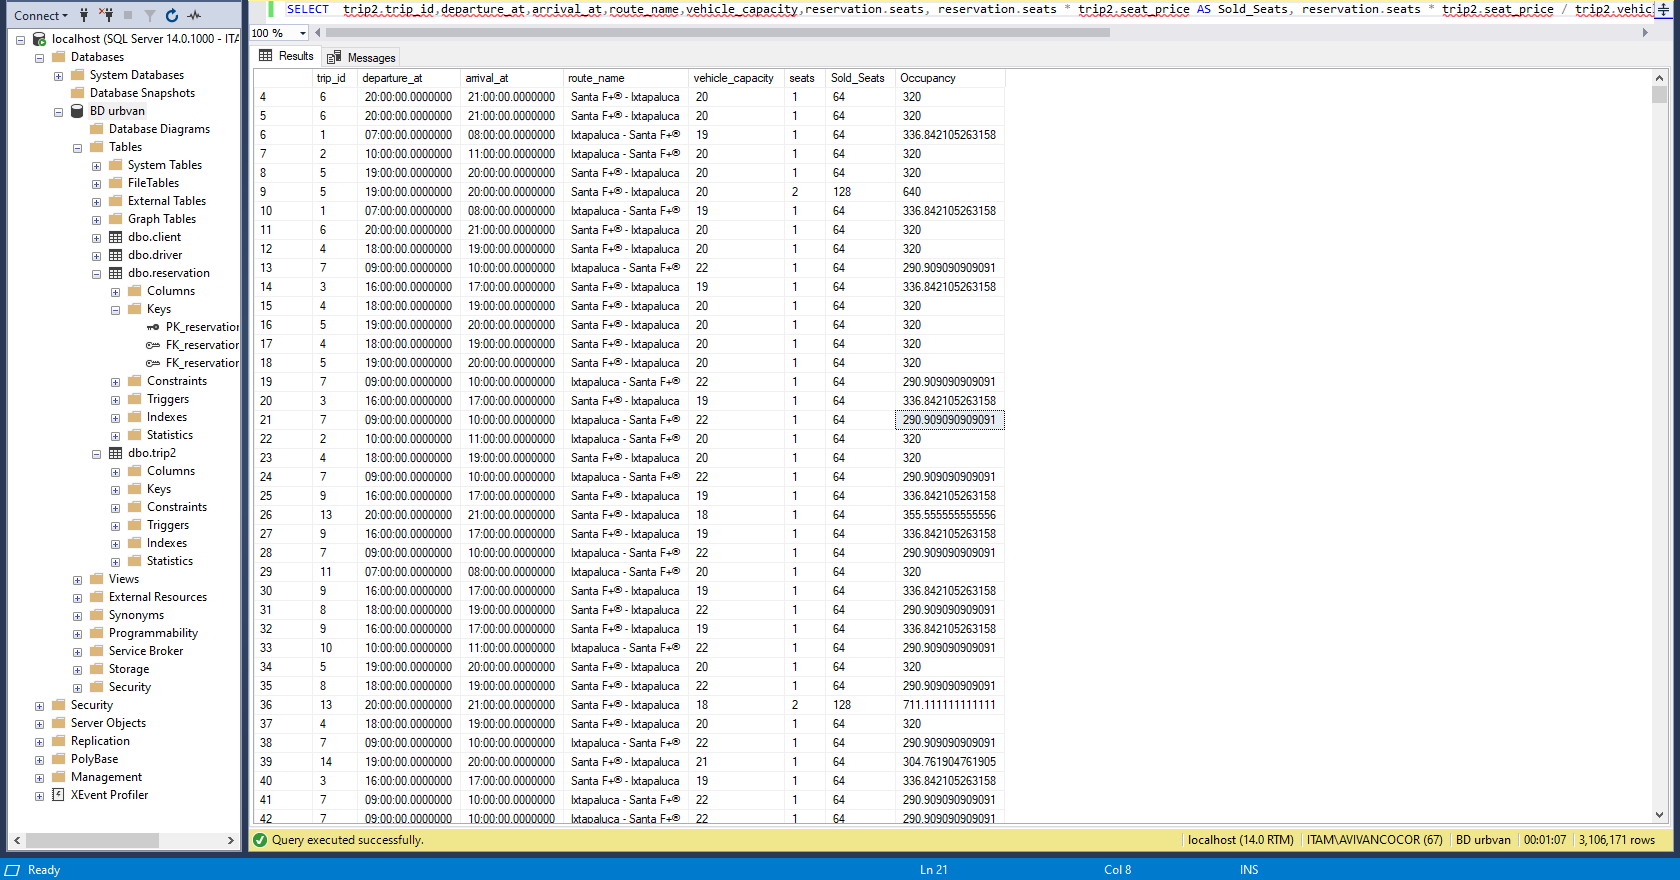 Connect
SELECT trip2.trip_id,departure_at,arrival_at,route_name,vehicle_capacity,reservation.seats, reservation.seats * trip2.seat_price AS Sold_Seats, reservation.seats * trip2.seat_price / trip2.vehic
100 %
Results Messages
localhost (SQL Server 14.0.1000 - ITA
Databases
System Databases
Database Snapshots
BD urbvan
Database Diagrams
Tables
System Tables
FileTables
External Tables
Graph Tables
dbo.client
dbo.driver
dbo.reservation
Columns
Keys
PK_reservation
FK_reservation
FK_reservation
Constraints
Triggers
Indexes
Statistics
dbo.trip2
Columns
Keys
Constraints
Triggers
Indexes
Statistics
Views
External Resources
Synonyms
Programmability
Service Broker
Storage
Security
Security
Server Objects
Replication
PolyBase
Management
XEvent Profiler
trip_id departure_at arrival_at route_name vehicle_capacity seats Sold_Seats Occupancy
4 6 20:00:00.0000000 21:00:00.0000000 Santa F+® - Ixtapaluca 20 1 64 320
5 6 20:00:00.0000000 21:00:00.0000000 Santa F+® - Ixtapaluca 20 1 64 320
6 1 07:00:00.0000000 08:00:00.0000000 Ixtapaluca - Santa F+® 19 1 64 336.842105263158
7 2 10:00:00.0000000 11:00:00.0000000 Ixtapaluca - Santa F+® 20 1 64 320
8 5 19:00:00.0000000 20:00:00.0000000 Santa F+® - Ixtapaluca 20 1 64 320
9 5 19:00:00.0000000 20:00:00.0000000 Santa F+® - Ixtapaluca 20 2 128 640
10 1 07:00:00.0000000 08:00:00.0000000 Ixtapaluca - Santa F+® 19 1 64 336.842105263158
11 6 20:00:00.0000000 21:00:00.0000000 Santa F+® - Ixtapaluca 20 1 64 320
12 4 18:00:00.0000000 19:00:00.0000000 Santa F+® - Ixtapaluca 20 1 64 320
13 7 09:00:00.0000000 10:00:00.0000000 Ixtapaluca - Santa F+® 22 1 64 290.909090909091
14 3 16:00:00.0000000 17:00:00.0000000 Santa F+® - Ixtapaluca 19 1 64 336.842105263158
15 4 18:00:00.0000000 19:00:00.0000000 Santa F+® - Ixtapaluca 20 1 64 320
16 5 19:00:00.0000000 20:00:00.0000000 Santa F+® - Ixtapaluca 20 1 64 320
17 4 18:00:00.0000000 19:00:00.0000000 Santa F+® - Ixtapaluca 20 1 64 320
18 5 19:00:00.0000000 20:00:00.0000000 Santa F+® - Ixtapaluca 20 1 64 320
19 7 09:00:00.0000000 10:00:00.0000000 Ixtapaluca - Santa F+® 22 1 64 290.909090909091
20 3 16:00:00.0000000 17:00:00.0000000 Santa F+® - Ixtapaluca 19 1 64 336.842105263158
21 7 09:00:00.0000000 10:00:00.0000000 Ixtapaluca - Santa F+® 22 1 64 290.909090909091
22 2 10:00:00.0000000 11:00:00.0000000 Ixtapaluca - Santa F+® 20 1 64 320
23 4 18:00:00.0000000 19:00:00.0000000 Santa F+® - Ixtapaluca 20 1 64 320
24 7 09:00:00.0000000 10:00:00.0000000 Ixtapaluca - Santa F+® 22 1 64 290.909090909091
25 9 16:00:00.0000000 17:00:00.0000000 Santa F+® - Ixtapaluca 19 1 64 336.842105263158
26 13 20:00:00.0000000 21:00:00.0000000 Santa F+® - Ixtapaluca 18 1 64 355.555555555556
27 9 16:00:00.0000000 17:00:00.0000000 Santa F+® - Ixtapaluca 19 1 64 336.842105263158
28 7 09:00:00.0000000 10:00:00.0000000 Ixtapaluca - Santa F+® 22 1 64 290.909090909091
29 11 07:00:00.0000000 08:00:00.0000000 Ixtapaluca - Santa F+® 20 1 64 320
30 9 16:00:00.0000000 17:00:00.0000000 Santa F+® - Ixtapaluca 19 1 64 336.842105263158
31 8 18:00:00.0000000 19:00:00.0000000 Santa F+® - Ixtapaluca 22 1 64 290.909090909091
32 9 16:00:00.0000000 17:00:00.0000000 Santa F+® - Ixtapaluca 19 1 64 336.842105263158
33 10 10:00:00.0000000 11:00:00.0000000 Ixtapaluca - Santa F+® 22 1 64 290.909090909091
34 5 19:00:00.0000000 20:00:00.0000000 Santa F+® - Ixtapaluca 20 1 64 320
35 8 18:00:00.0000000 19:00:00.0000000 Santa F+® - Ixtapaluca 22 1 64 290.909090909091
36 13 20:00:00.0000000 21:00:00.0000000 Santa F+® - Ixtapaluca 18 2 128 711.111111111111
37 4 18:00:00.0000000 19:00:00.0000000 Santa F+® - Ixtapaluca 20 1 64 320
38 7 09:00:00.0000000 10:00:00.0000000 Ixtapaluca - Santa F+® 22 1 64 290.909090909091
39 14 19:00:00.0000000 20:00:00.0000000 Santa F+® - Ixtapaluca 21 1 64 304.761904761905
40 3 16:00:00.0000000 17:00:00.0000000 Santa F+® - Ixtapaluca 19 1 64 336.842105263158
41 7 09:00:00.0000000 10:00:00.0000000 Ixtapaluca - Santa F+® 22 1 64 290.909090909091
42 7 09:00:00.0000000 10:00:00.0000000 Ixtapaluca - Santa F+® 22 1 64 290.909090909091
Query executed successfully. localhost (14.0 RTM) ITAM\AVIVANCOCOR (67) BD urbvan 00:01:07 3,106,171 rows
Ready Ln 21 Col 8 INS